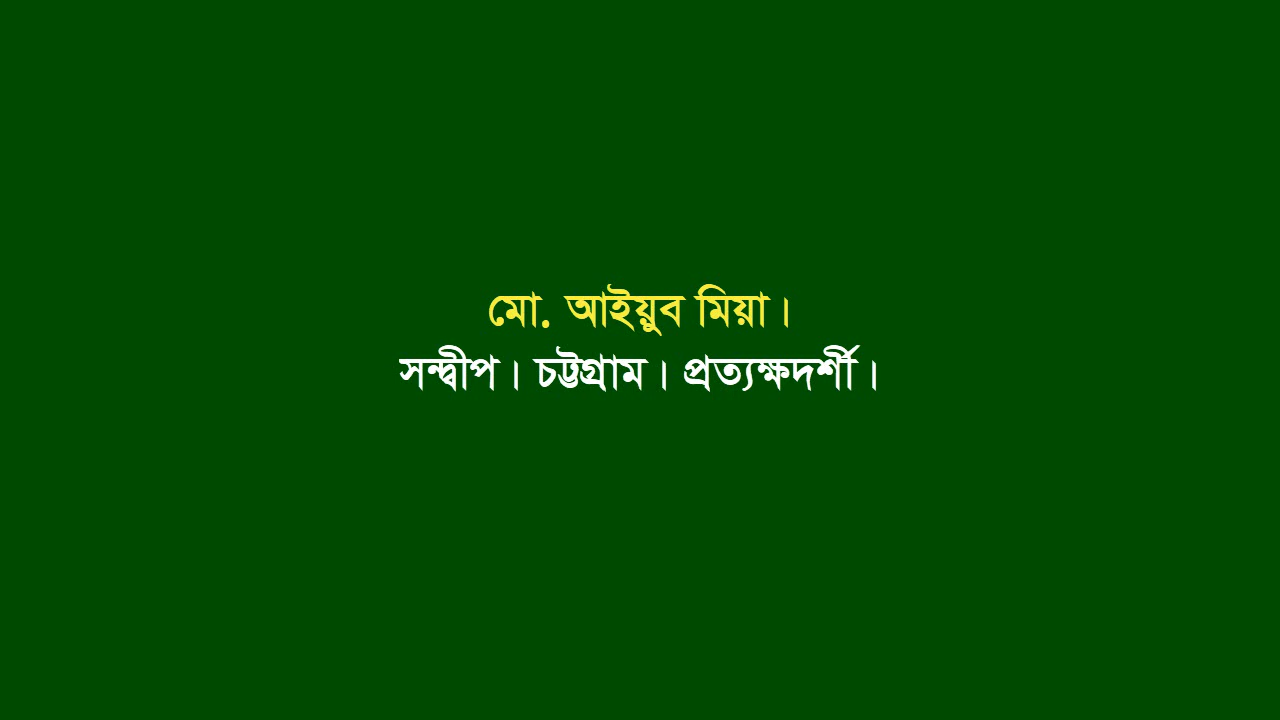 মো. আইয়ুব মিয়া।
সন্দ্বীপ। চট্টগ্রাম। প্রত্যক্ষদর্শী।